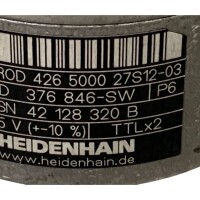 ROD 426 5000 27S12-03
ID 376 846-SW P6
SN 42 128 320 B
5 V (+-10 %) TTLx2
HEIDENHAIN
www.heidenhain.de